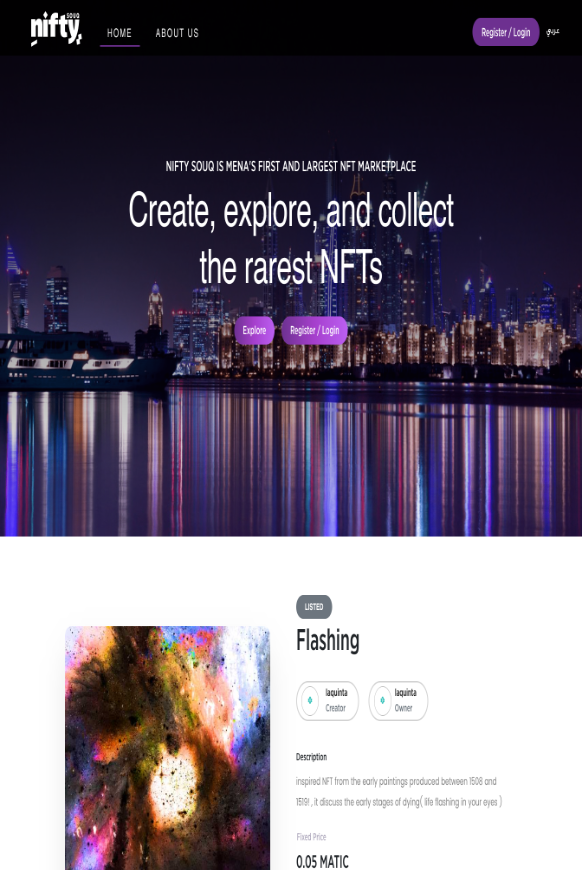 nifty SOUQ
HOME ABOUT US Register / Login عربي
NIFTY SOUQ IS MENA'S FIRST AND LARGEST NFT MARKETPLACE
Create, explore, and collect
the rarest NFTs
Explore Register / Login
LISTED
Flashing
laquinta laquinta
Creator Owner
Description
inspired NFT from the early paintings produced between 1508 and
1519! , it discuss the early stages of dying( life flashing in your eyes )
Fixed Price
0.05 MATIC